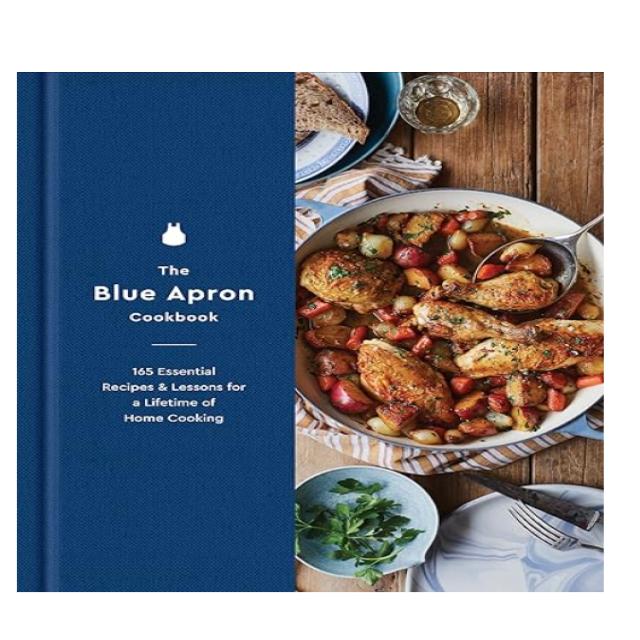 The
Blue Apron
Cookbook
165 Essential
Recipes & Lessons for
a Lifetime of
Home Cooking